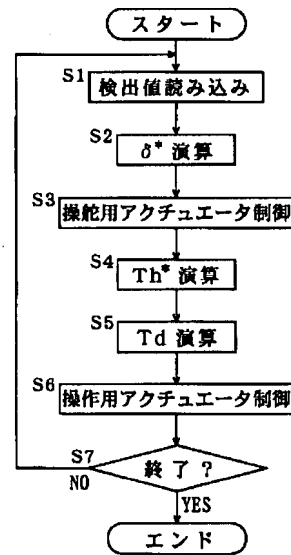 スタート
S1
検出値読み込み
S2
δ* 演算
S3
操舵用アクチュエータ制御
S4
Th* 演算
S5
Td 演算
S6
操作用アクチュエータ制御
S7
終了?
NO
YES
エンド